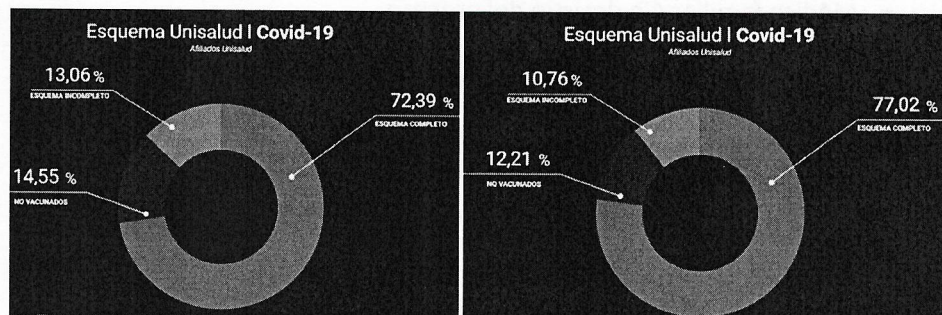 Esquema Unisalud | Covid-19
Afiliados Unisalud
13,06 %
ESQUEMA INCOMPLETO
72,39 %
ESQUEMA COMPLETO
14,55 %
NO VACUNADOS
Esquema Unisalud | Covid-19
Afiliados Unisalud
10,76 %
ESQUEMA INCOMPLETO
77,02 %
ESQUEMA COMPLETO
12,21 %
NO VACUNADOS